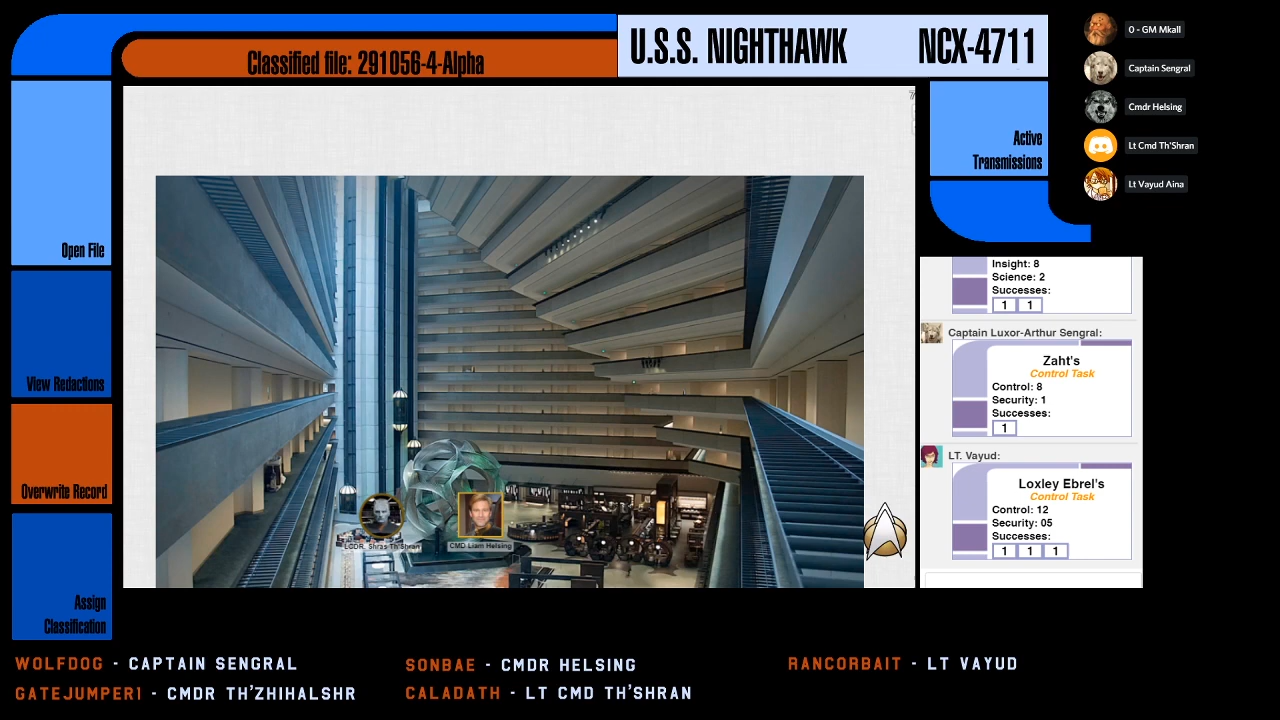 Classified file: 291056-4-Alpha
U.S.S. NIGHTHAWK NCX-4711
Open File
View Redactions
Overwrite Record
Assign
Classification
LCDR. Shras Th'Shran
CMD Liam Helsing
Active
Transmissions
0 - GM Mkall
Captain Sengral
Cmdr Helsing
Lt Cmd Th'Shran
Lt Vayud Aina
Insight: 8
Science: 2
Successes:
1 1
Captain Luxor-Arthur Sengral:
Zaht's
Control Task
Control: 8
Security: 1
Successes:
1
LT. Vayud:
Loxley Ebrel's
Control Task
Control: 12
Security: 05
Successes:
1 1 1
WOLFDOG - CAPTAIN SENGRAL
SONBAE - CMDR HELSING
RANCORBAIT - LT VAYUD
GATEJUMPER1 - CMDR TH'ZHIHALSHR
CALADATH - LT CMD TH'SHRAN